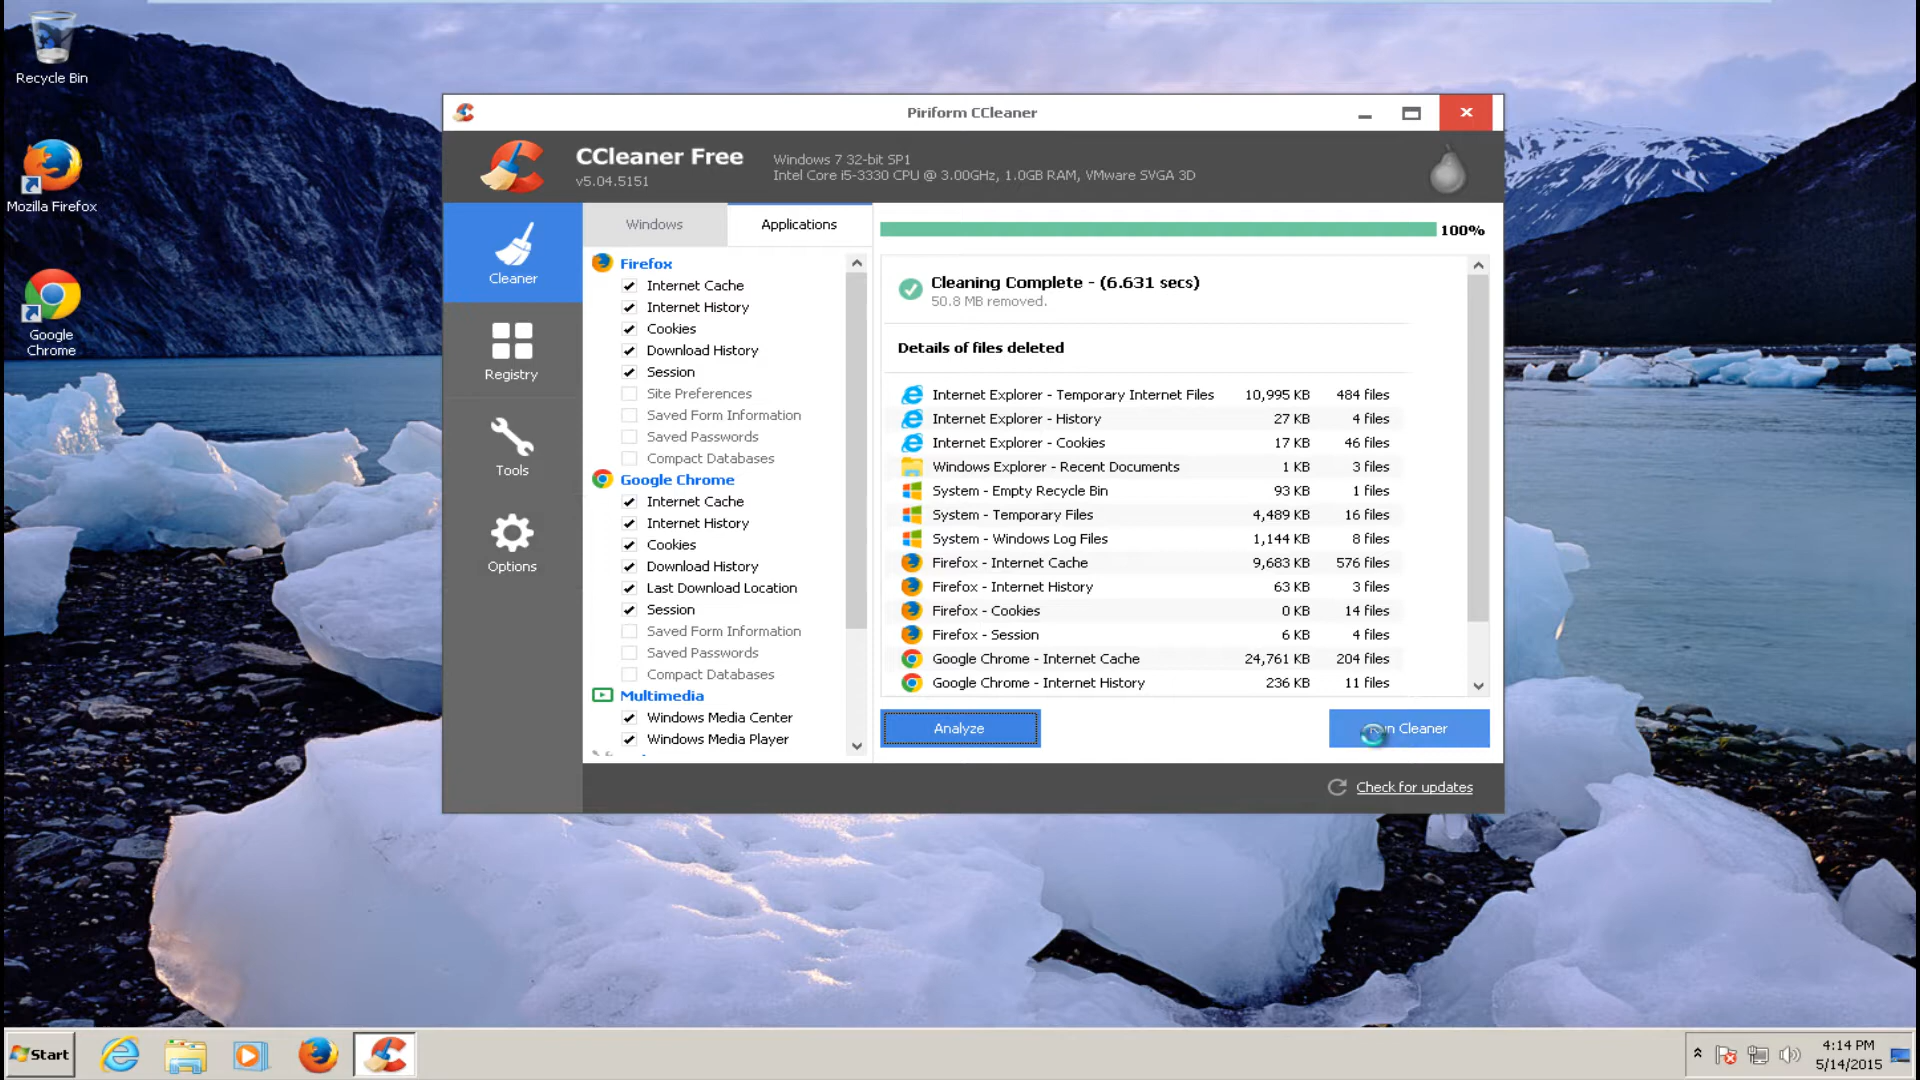 Recycle Bin
Mozilla Firefox
Google
Chrome
Piriform CCleaner
CCleaner Free
v5.04.5151
Windows 7 32-bit SP1
Intel Core i5-3330 CPU @ 3.00GHz, 1.0GB RAM, VMware SVGA 3D
Cleaner
Registry
Tools
Options
Windows
Applications
Firefox
Internet Cache
Internet History
Cookies
Download History
Session
Site Preferences
Saved Form Information
Saved Passwords
Compact Databases
Google Chrome
Internet Cache
Internet History
Cookies
Download History
Last Download Location
Session
Saved Form Information
Saved Passwords
Compact Databases
Multimedia
Windows Media Center
Windows Media Player
100%
Cleaning Complete - (6.631 secs)
50.8 MB removed.
Details of files deleted
Internet Explorer - Temporary Internet Files 10,995 KB 484 files
Internet Explorer - History 27 KB 4 files
Internet Explorer - Cookies 17 KB 46 files
Windows Explorer - Recent Documents 1 KB 3 files
System - Empty Recycle Bin 93 KB 1 files
System - Temporary Files 4,489 KB 16 files
System - Windows Log Files 1,144 KB 8 files
Firefox - Internet Cache 9,683 KB 576 files
Firefox - Internet History 63 KB 3 files
Firefox - Cookies 0 KB 14 files
Firefox - Session 6 KB 4 files
Google Chrome - Internet Cache 24,761 KB 204 files
Google Chrome - Internet History 236 KB 11 files
Analyze
Run Cleaner
Check for updates
Start
4:14 PM
5/14/2015